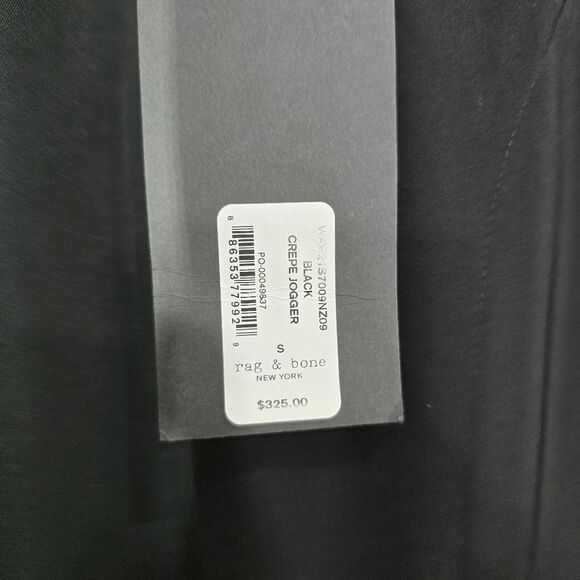 BLACK
CREPE JOGGER
PO-00049837
8 86353 77992 9
S
rag & bone
NEW YORK
$325.00